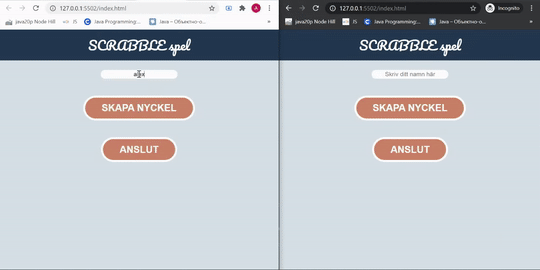 127.0.0.1:5502/index.html
java20p Node Hill
JS
Java Programming:...
Java – Объектно-о...
SCRABBLE spel
SKAPA NYCKEL
ANSLUT
127.0.0.1:5502/index.html
Incognito
java20p Node Hill
JS
Java Programming:...
Java – Объектно-о...
SCRABBLE spel
Skriv ditt namn här
SKAPA NYCKEL
ANSLUT